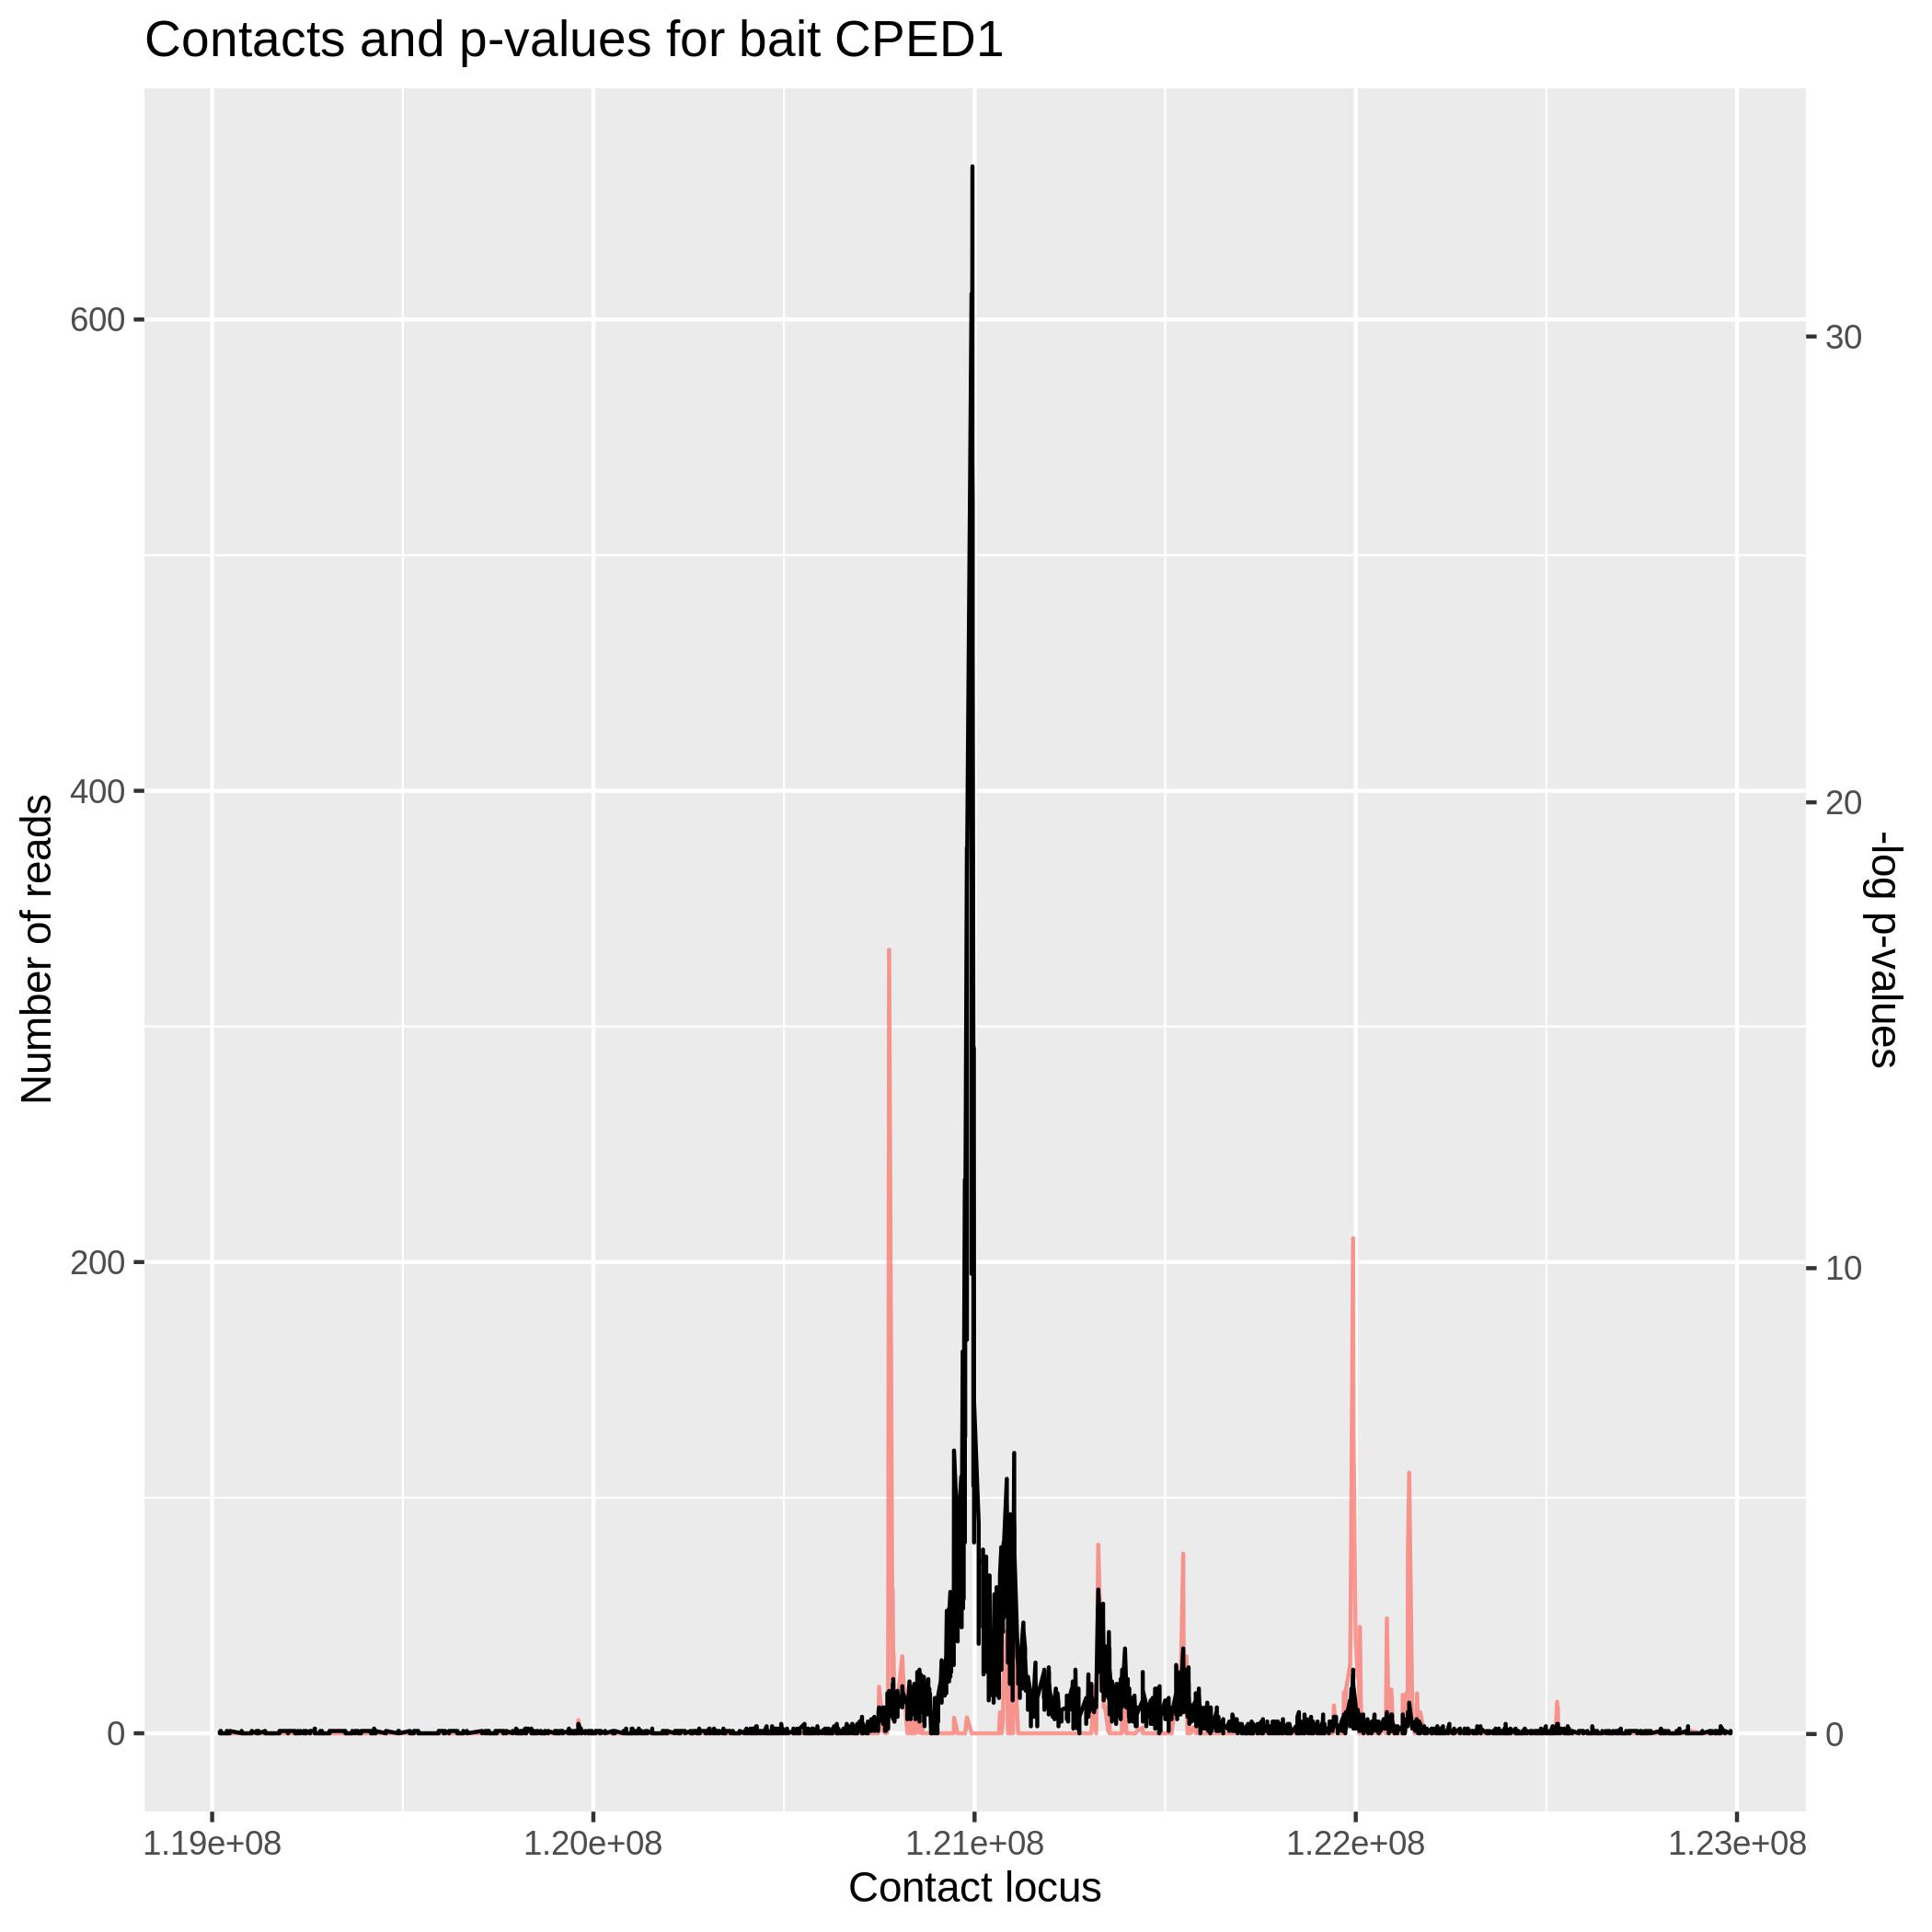 Contacts and p-values for bait CPED1
Number of reads
600
400
200
0
30
20
10
0
-log p-values
1.19e+08
1.20e+08
1.21e+08
1.22e+08
1.23e+08
Contact locus